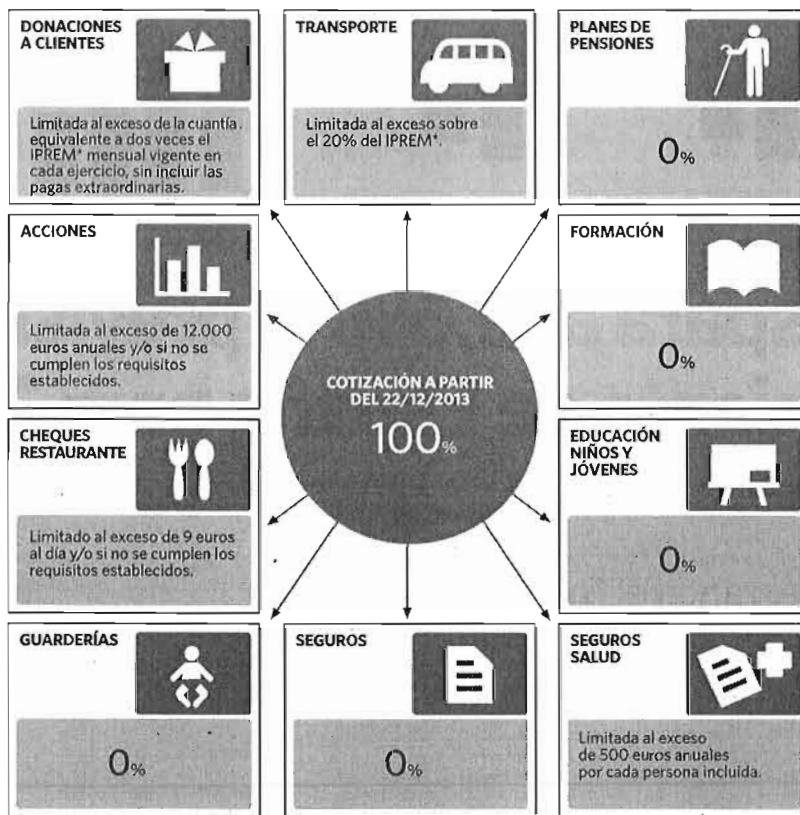 DONACIONES
A CLIENTES
Limitada al exceso de la cuantía
equivalente a dos veces el
IPREM* mensual vigente en
cada ejercicio, sin incluir las
pagas extraordinarias.
TRANSPORTE
Limitada al exceso sobre
el 20% del IPREM*.
PLANES DE
PENSIONES
0%
ACCIONES
Limitada al exceso de 12.000
euros anuales y/o si no se
cumplen los requisitos
establecidos.
FORMACIÓN
0%
COTIZACIÓN A PARTIR
DEL 22/12/2013
100%
CHEQUES
RESTAURANTE
Limitado al exceso de 9 euros
al día y/o si no se cumplen los
requisitos establecidos.
EDUCACIÓN
NIÑOS Y
JÓVENES
0%
GUARDERÍAS
0%
SEGUROS
0%
SEGUROS
SALUD
Limitada al exceso
de 500 euros anuales
por cada persona incluida.